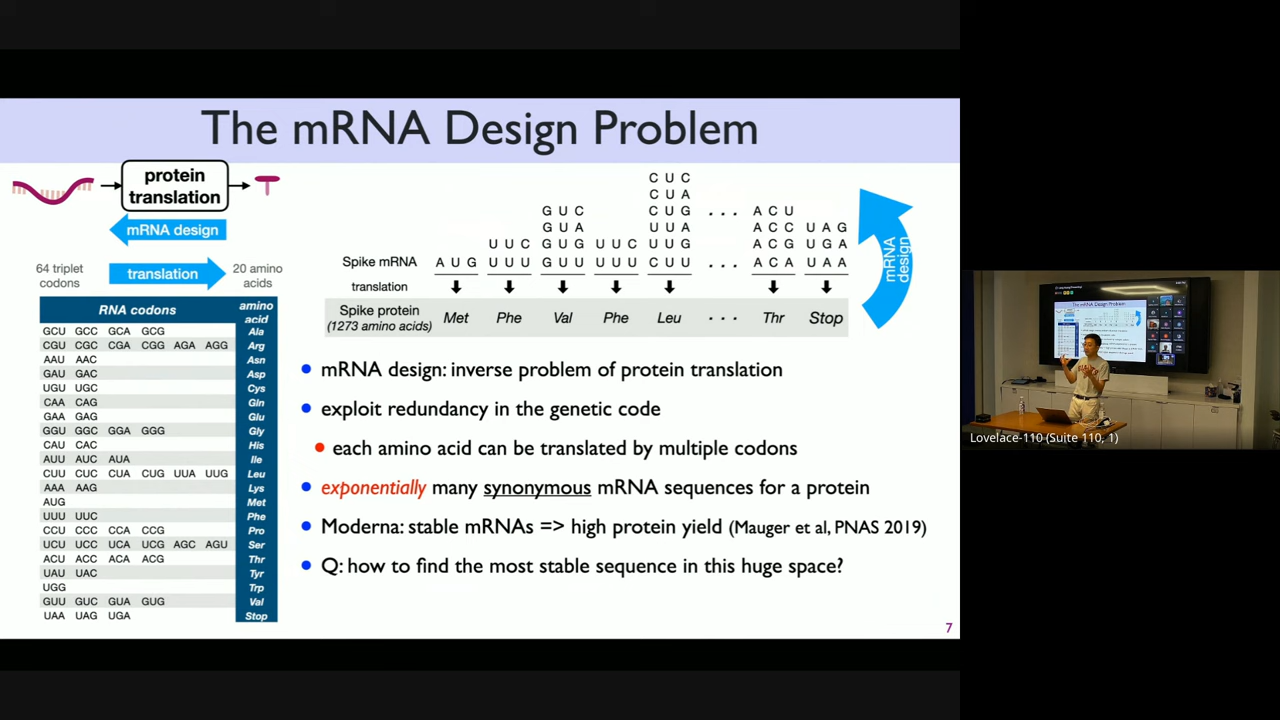 The mRNA Design Problem
protein
translation
mRNA design
64 triplet
codons
translation
20 amino
acids
RNA codons
amino
acid
GCU GCC GCA GCG Ala
CGU CGC CGA CGG AGA AGG Arg
AAU AAC Asn
GAU GAC Asp
UGU UGC Cys
CAA CAG Gln
GAA GAG Glu
GGU GGC GGA GGG Gly
CAU CAC His
AUU AUC AUA Ile
CUU CUC CUA CUG UUA UUG Leu
AAA AAG Lys
AUG Met
UUU UUC Phe
CCU CCC CCA CCG Pro
UCU UCC UCA UCG AGC AGU Ser
ACU ACC ACA ACG Thr
UAU UAC Tyr
UGG Trp
GUU GUC GUA GUG Val
UAA UAG UGA Stop
C U C
C U A
G U C C U G . . . A C U
G U A C U U A C C U A G
U U C G U G U U C U U A A C G U G A
Spike mRNA A U G U U U G U U U U U C U U . . . A C A U A A
translation
Spike protein
(1273 amino acids)
Met Phe Val Phe Leu . . . Thr Stop
mRNA
design
• mRNA design: inverse problem of protein translation
• exploit redundancy in the genetic code
• each amino acid can be translated by multiple codons
• exponentially many synonymous mRNA sequences for a protein
• Moderna: stable mRNAs => high protein yield (Mauger et al, PNAS 2019)
• Q: how to find the most stable sequence in this huge space?
7
The mRNA Design Problem
Lovelace-110 (Suite 110, 1)